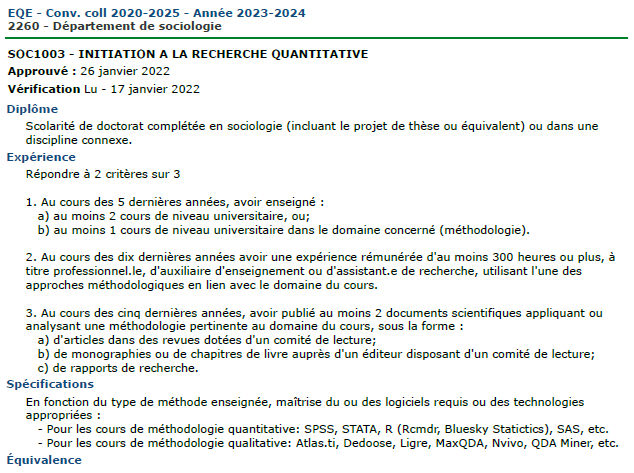 EQE - Conv. coll 2020-2025 - Année 2023-2024
2260 - Département de sociologie
SOC1003 - INITIATION A LA RECHERCHE QUANTITATIVE
Approuvé : 26 janvier 2022
Vérification Lu - 17 janvier 2022
Diplôme
Scolarité de doctorat complétée en sociologie (incluant le projet de thèse ou équivalent) ou dans une
discipline connexe.
Expérience
Répondre à 2 critères sur 3
1. Au cours des 5 dernières années, avoir enseigné :
a) au moins 2 cours de niveau universitaire, ou;
b) au moins 1 cours de niveau universitaire dans le domaine concerné (méthodologie).
2. Au cours des dix dernières années avoir une expérience rémunérée d'au moins 300 heures ou plus, à
titre professionnel.le, d'auxiliaire d'enseignement ou d'assistant.e de recherche, utilisant l'une des
approches méthodologiques en lien avec le domaine du cours.
3. Au cours des cinq dernières années, avoir publié au moins 2 documents scientifiques appliquant ou
analysant une méthodologie pertinente au domaine du cours, sous la forme :
a) d'articles dans des revues dotées d'un comité de lecture;
b) de monographies ou de chapitres de livre auprès d'un éditeur disposant d'un comité de lecture;
c) de rapports de recherche.
Spécifications
En fonction du type de méthode enseignée, maîtrise du ou des logiciels requis ou des technologies
appropriées :
- Pour les cours de méthodologie quantitative: SPSS, STATA, R (Rcmdr, Bluesky Statictics), SAS, etc.
- Pour les cours de méthodologie qualitative: Atlas.ti, Dedoose, Ligre, MaxQDA, Nvivo, QDA Miner, etc.
Équivalence